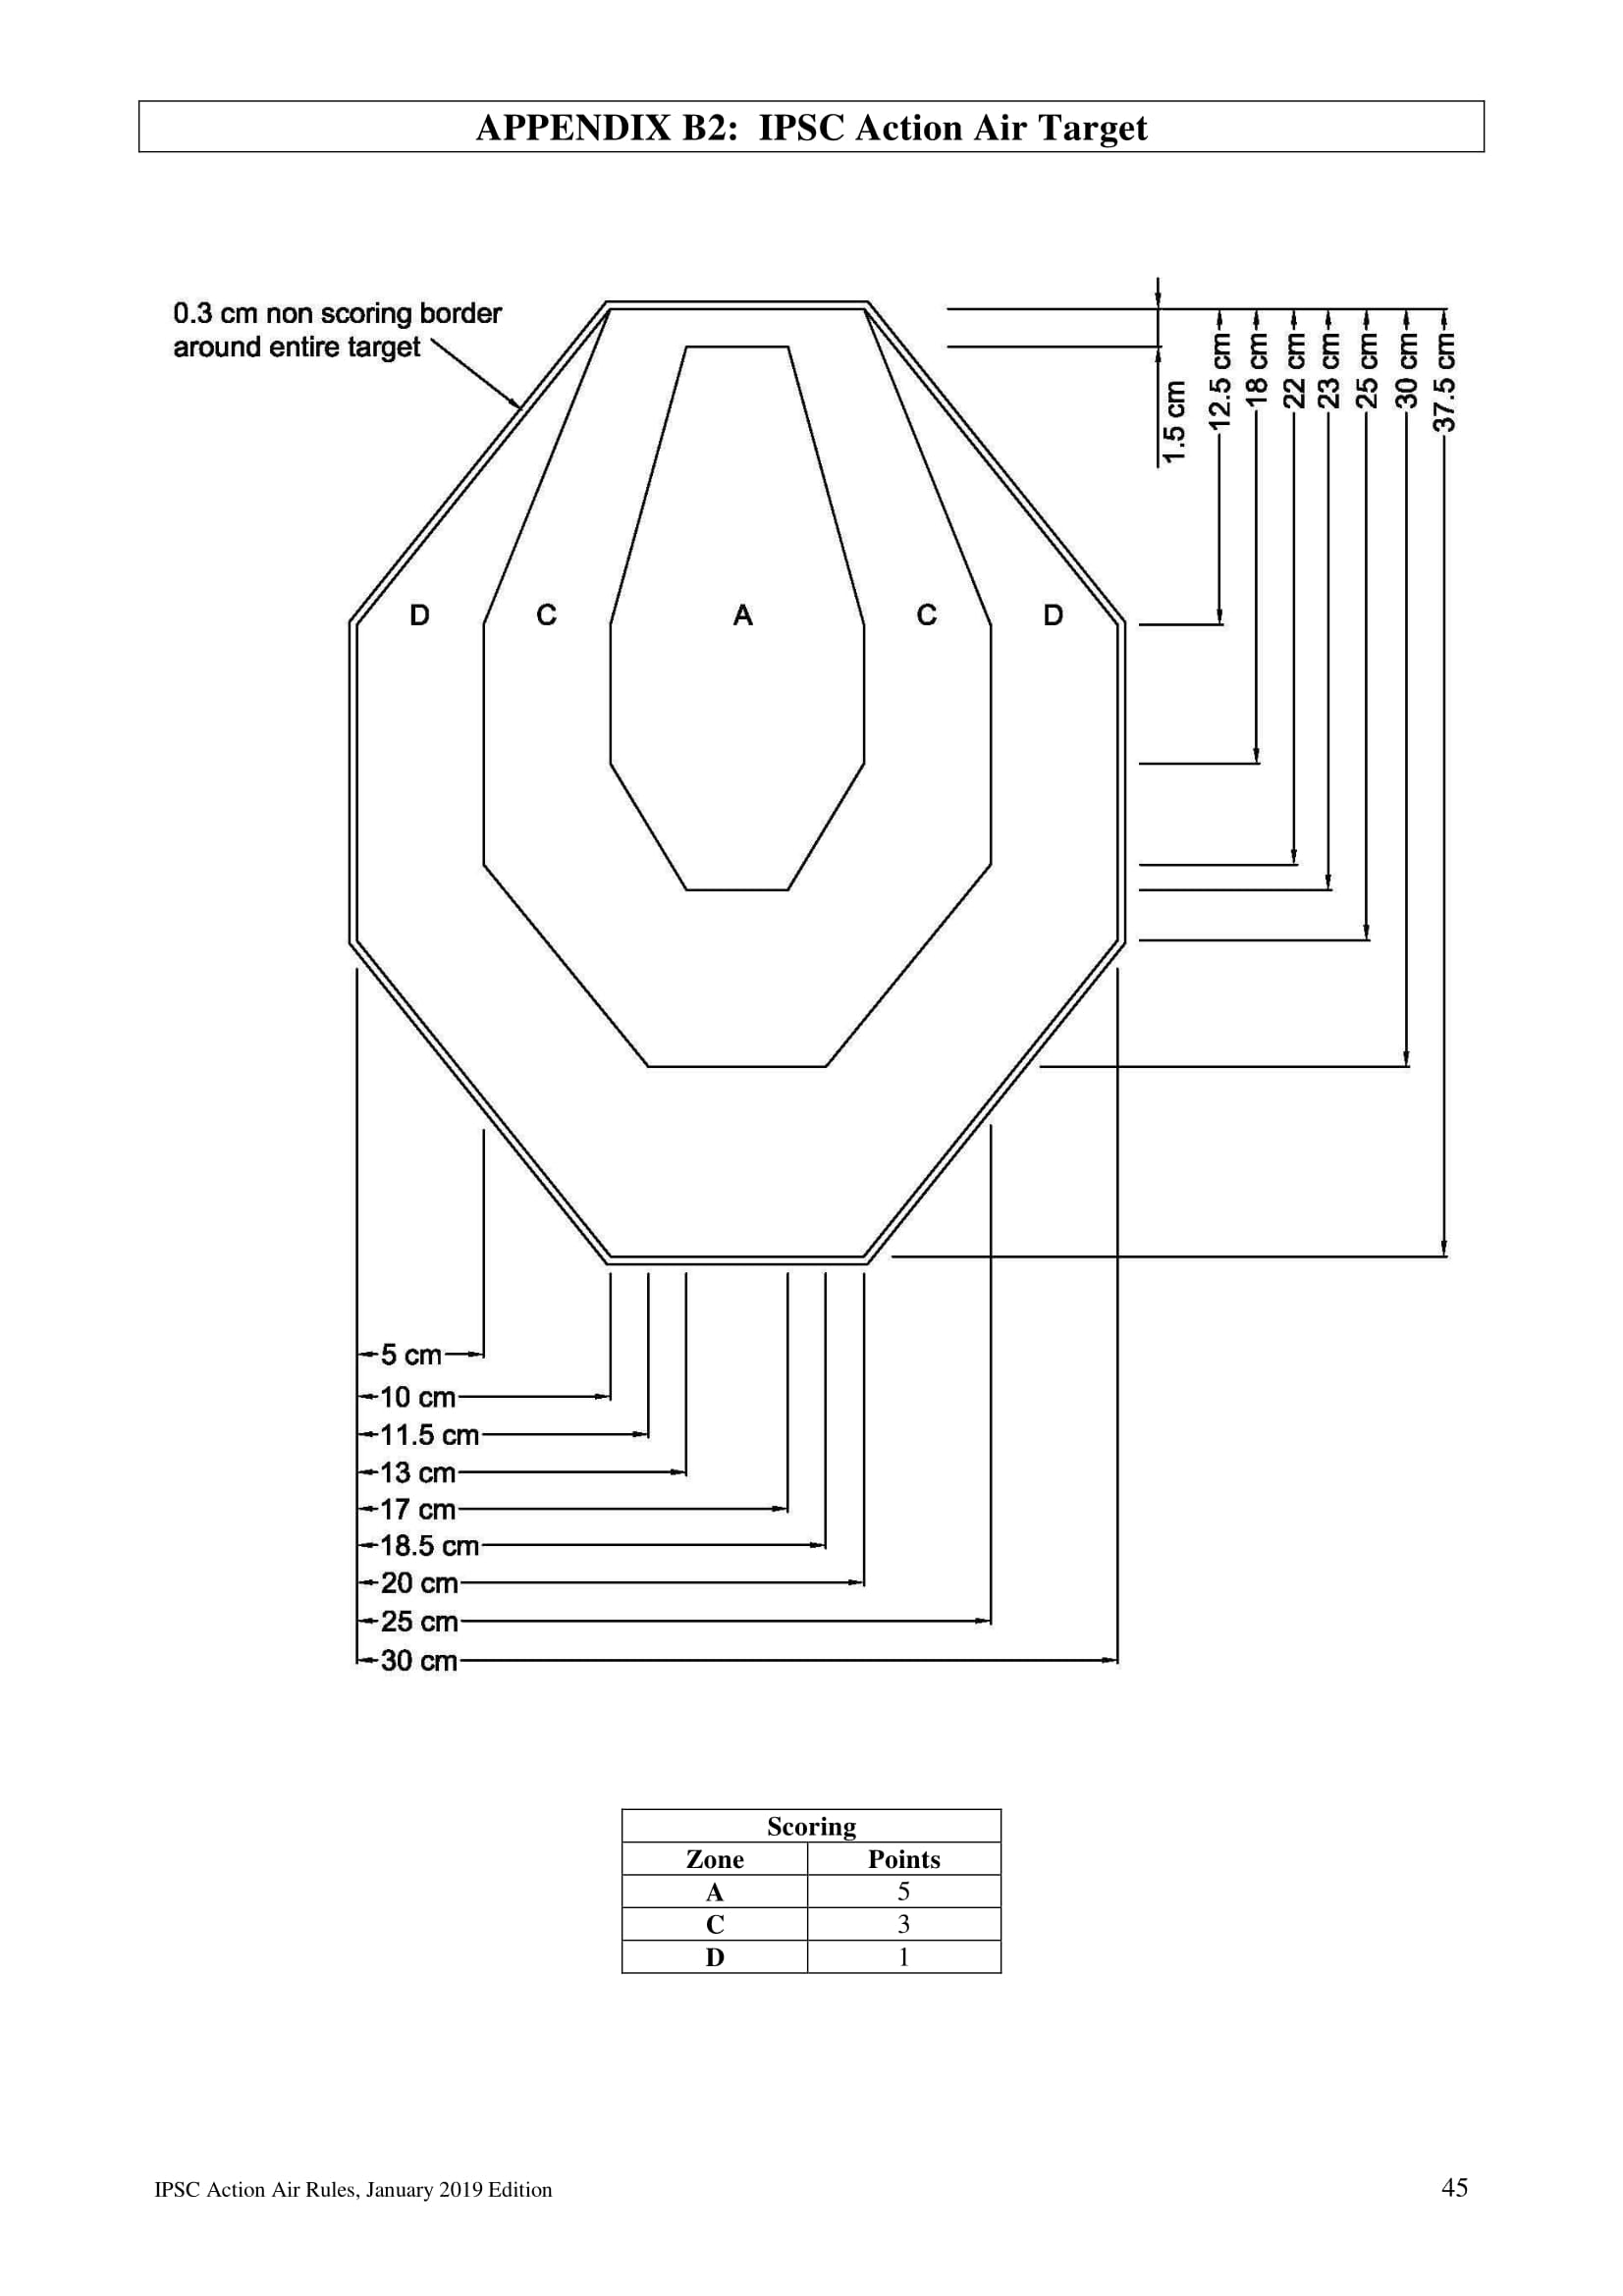 APPENDIX B2:  IPSC Action Air Target
0.3 cm non scoring border
around entire target
1.5 cm
12.5 cm
18 cm
22 cm
23 cm
25 cm
30 cm
37.5 cm
D C A C D
5 cm
10 cm
11.5 cm
13 cm
17 cm
18.5 cm
20 cm
25 cm
30 cm
Scoring
Zone Points
A 5
C 3
D 1
IPSC Action Air Rules, January 2019 Edition 45